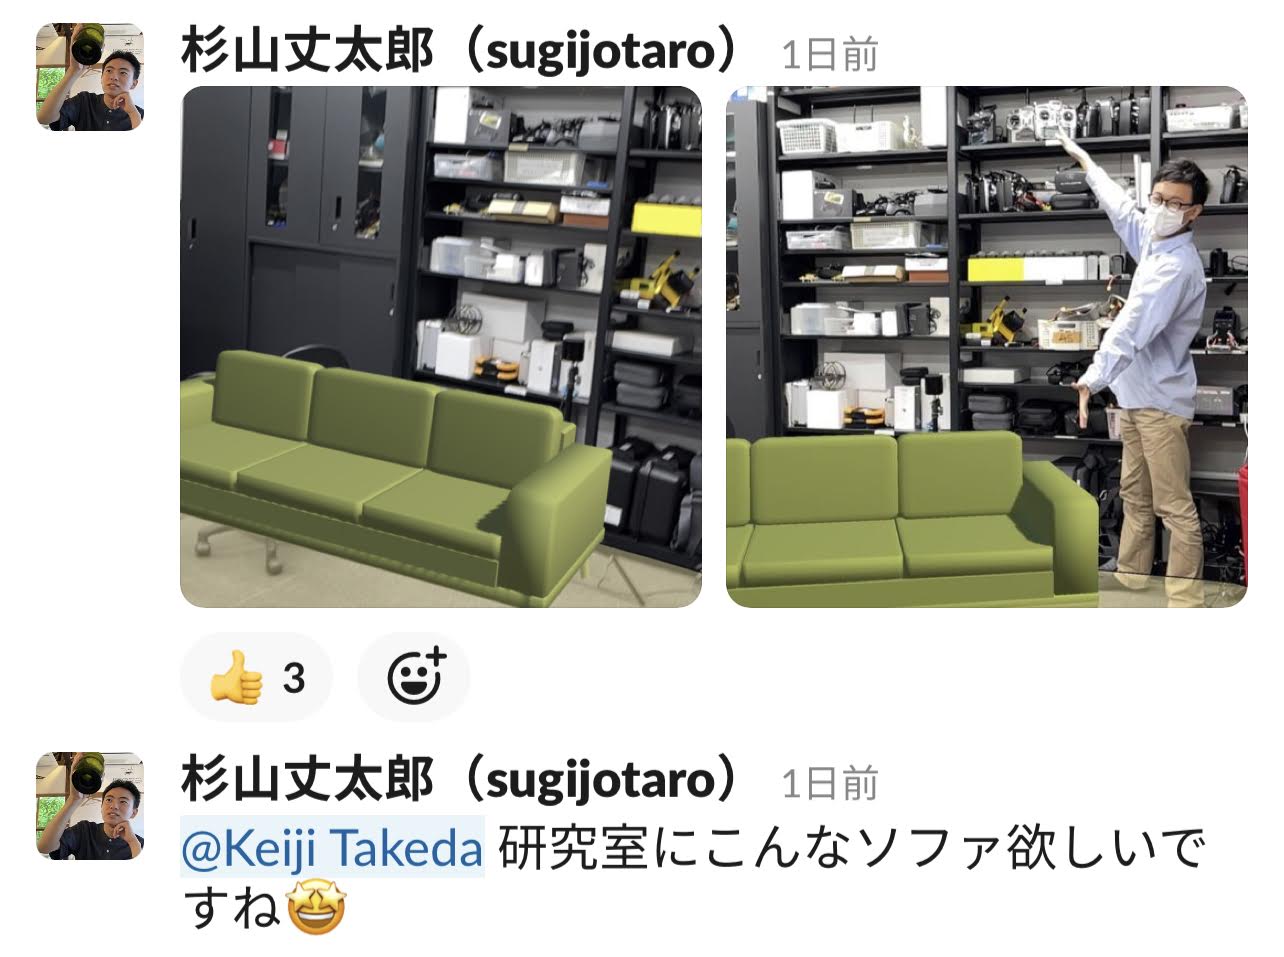 杉山丈太郎（sugijotaro） 1日前
3
杉山丈太郎（sugijotaro） 1日前
@Keiji Takeda 研究室にこんなソファ欲しいで
すね🤩